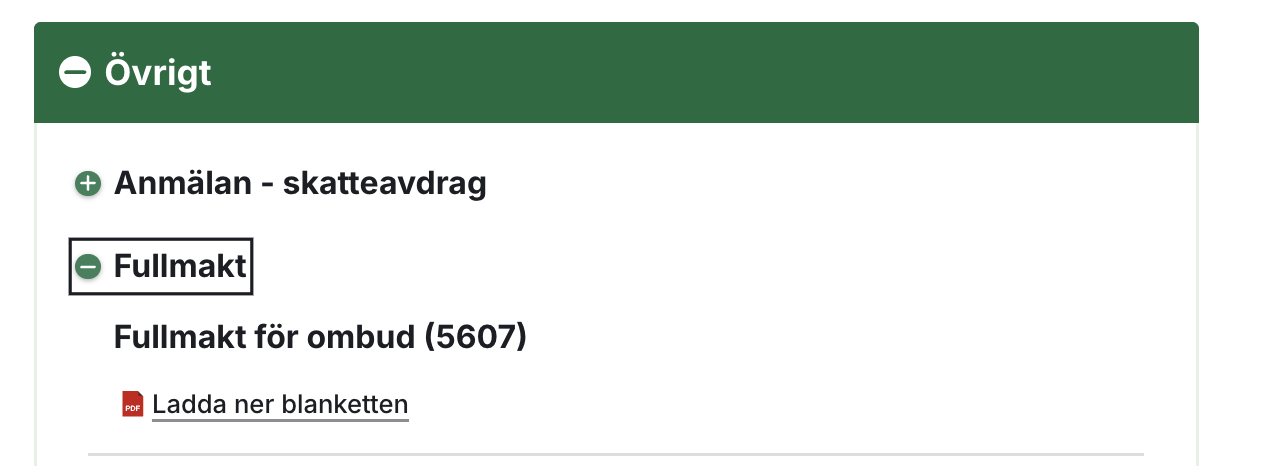 Övrigt
Anmälan - skatteavdrag
Fullmakt
Fullmakt för ombud (5607)
PDF Ladda ner blanketten